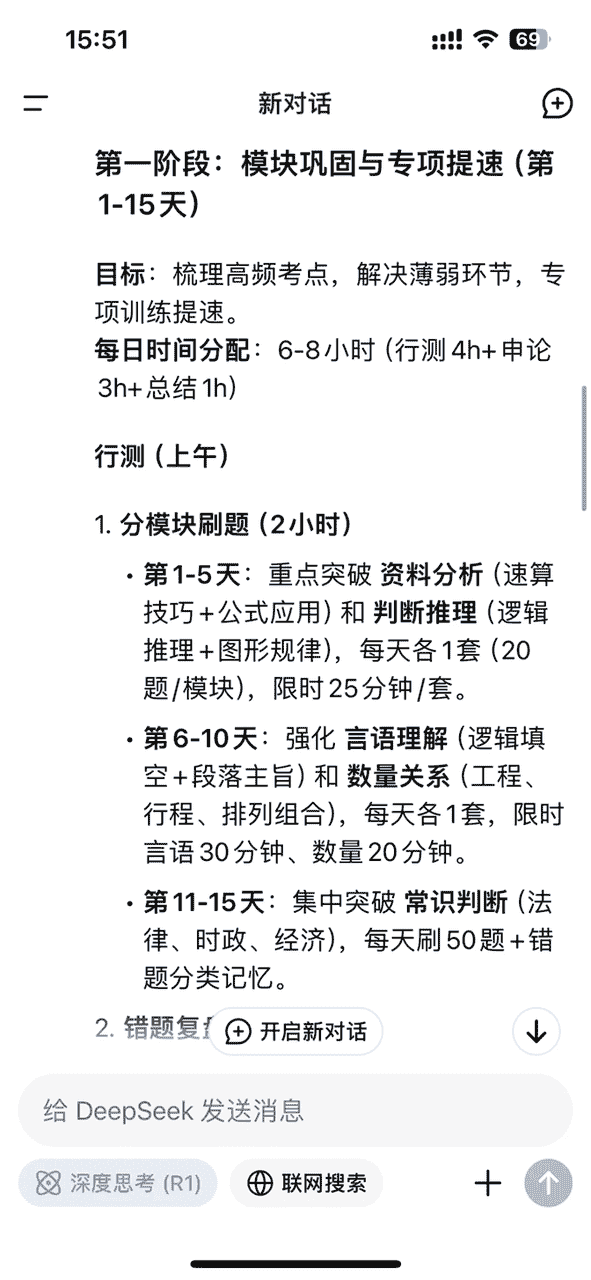 15:51
69
新对话
第一阶段：模块巩固与专项提速（第
1-15天）
目标：梳理高频考点，解决薄弱环节，专
项训练提速。
每日时间分配：6-8小时（行测4h+申论
3h+总结1h）
行测（上午）
1. 分模块刷题（2小时）
• 第1-5天：重点突破 资料分析（速算
技巧+公式应用）和 判断推理（逻辑
推理+图形规律），每天各1套（20
题/模块），限时25分钟/套。
• 第6-10天：强化 言语理解（逻辑填
空+段落主旨）和 数量关系（工程、
行程、排列组合），每天各1套，限时
言语30分钟、数量20分钟。
• 第11-15天：集中突破 常识判断（法
律、时政、经济），每天刷50题+错
题分类记忆。
2. 错题复
开启新对话
给 DeepSeek 发送消息
深度思考 (R1)
联网搜索